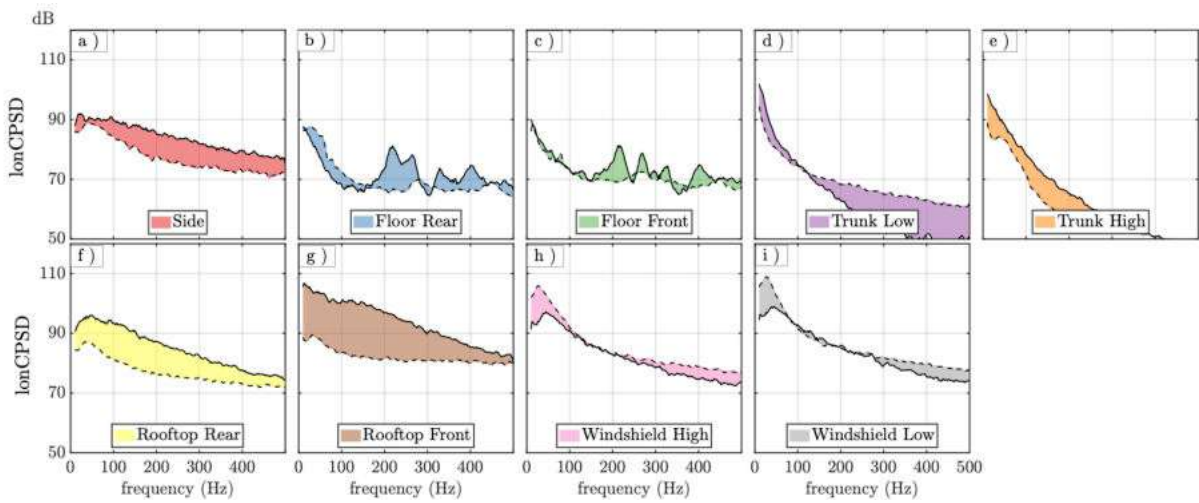 dB
a ) b ) c ) d ) e )
110
90
70
50
lonCPSD
Side Floor Rear Floor Front Trunk Low Trunk High
f ) g ) h ) i )
110
90
70
50
lonCPSD
Rooftop Rear Rooftop Front Windshield High Windshield Low
0 100 200 300 400 0 100 200 300 400 0 100 200 300 400 0 100 200 300 400 500
frequency (Hz) frequency (Hz) frequency (Hz) frequency (Hz)